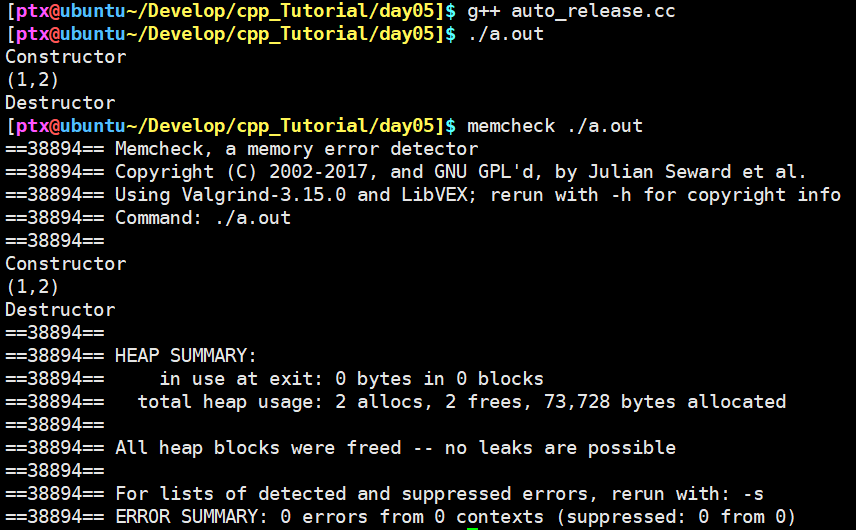 [ptx@ubuntu~/Develop/cpp_Tutorial/day05]$ g++ auto_release.cc
[ptx@ubuntu~/Develop/cpp_Tutorial/day05]$ ./a.out
Constructor
(1,2)
Destructor
[ptx@ubuntu~/Develop/cpp_Tutorial/day05]$ memcheck ./a.out
==38894== Memcheck, a memory error detector
==38894== Copyright (C) 2002-2017, and GNU GPL'd, by Julian Seward et al.
==38894== Using Valgrind-3.15.0 and LibVEX; rerun with -h for copyright info
==38894== Command: ./a.out
==38894==
Constructor
(1,2)
Destructor
==38894==
==38894== HEAP SUMMARY:
==38894==     in use at exit: 0 bytes in 0 blocks
==38894==   total heap usage: 2 allocs, 2 frees, 73,728 bytes allocated
==38894==
==38894== All heap blocks were freed -- no leaks are possible
==38894==
==38894== For lists of detected and suppressed errors, rerun with: -s
==38894== ERROR SUMMARY: 0 errors from 0 contexts (suppressed: 0 from 0)